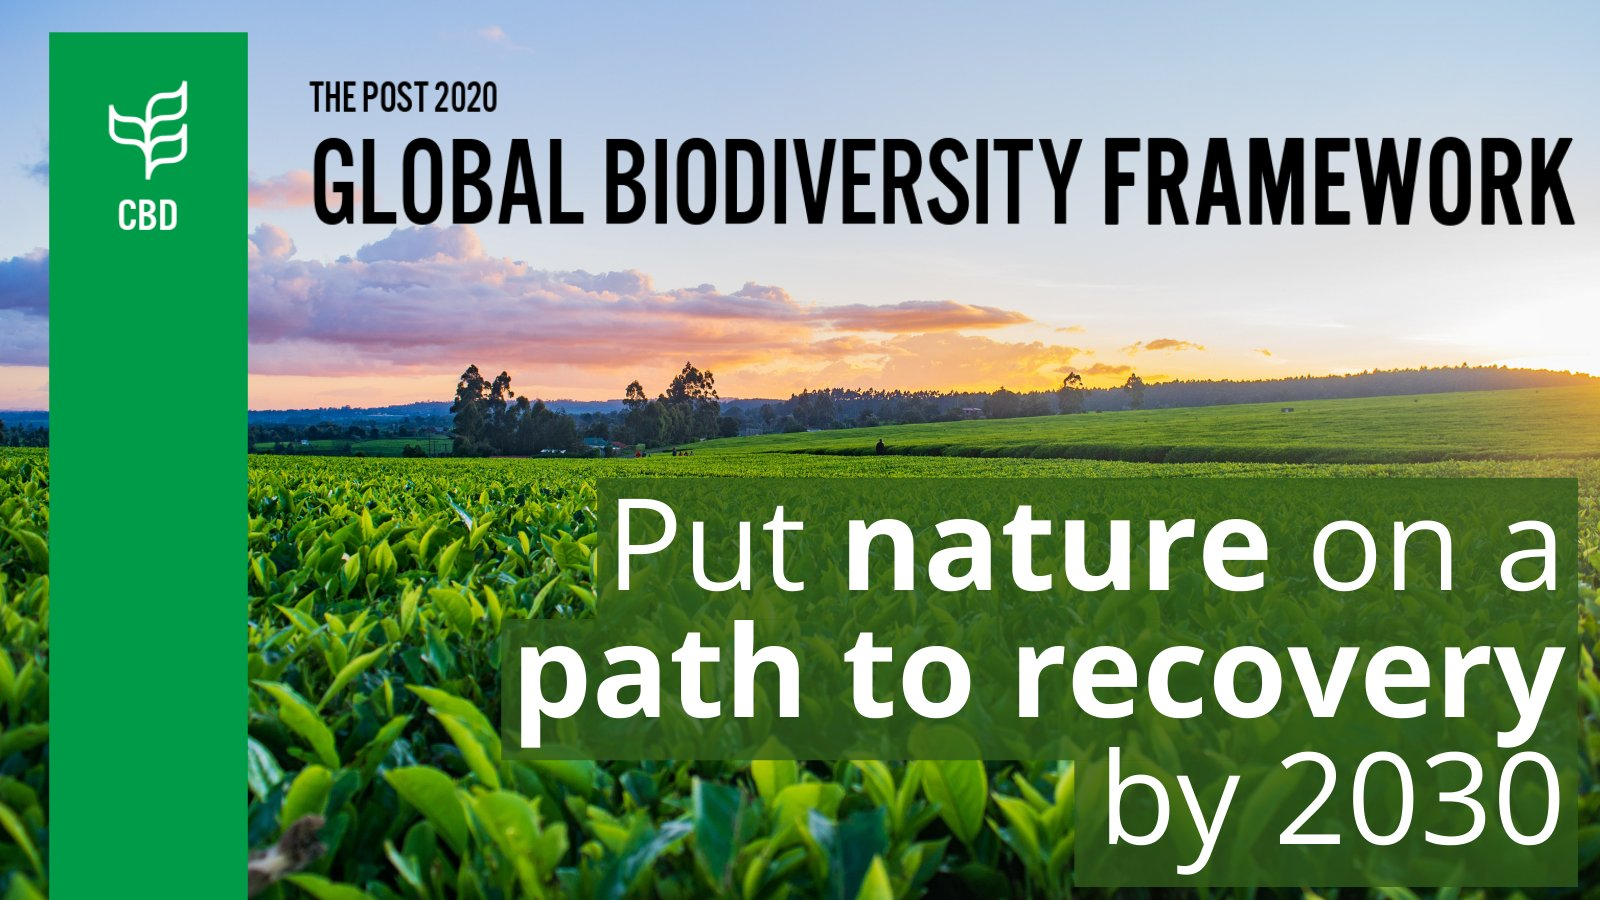 CBD
THE POST 2020
GLOBAL BIODIVERSITY FRAMEWORK
Put nature on a
path to recovery
by 2030